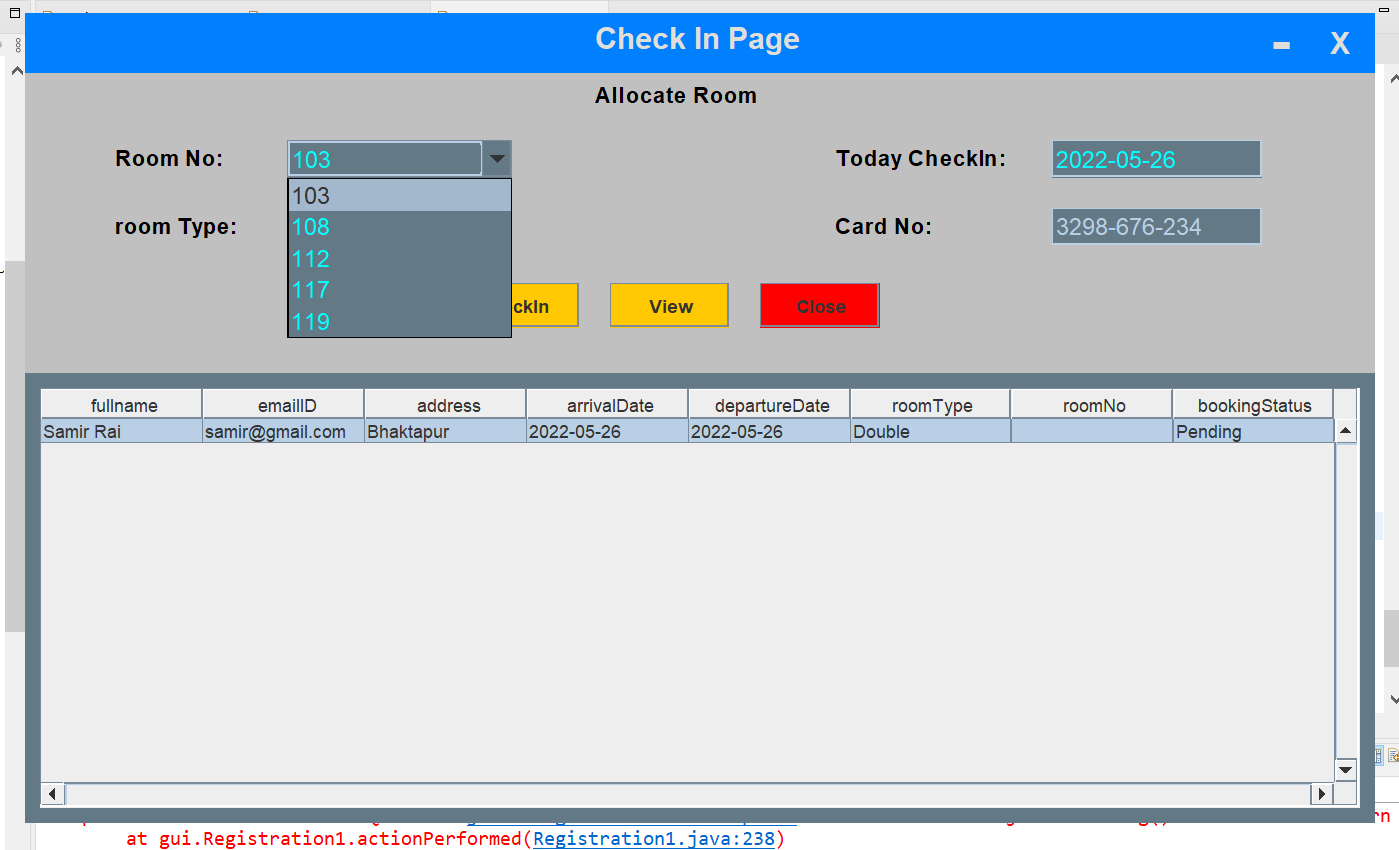 Check In Page
X
Allocate Room
Room No: 103 Today CheckIn: 2022-05-26
103
room Type: 108 Card No: 3298-676-234
112
117
ckIn View Close
119
fullname emailID address arrivalDate departureDate roomType roomNo bookingStatus
Samir Rai samir@gmail.com Bhaktapur 2022-05-26 2022-05-26 Double Pending
at gui.Registration1.actionPerformed(Registration1.java:238)